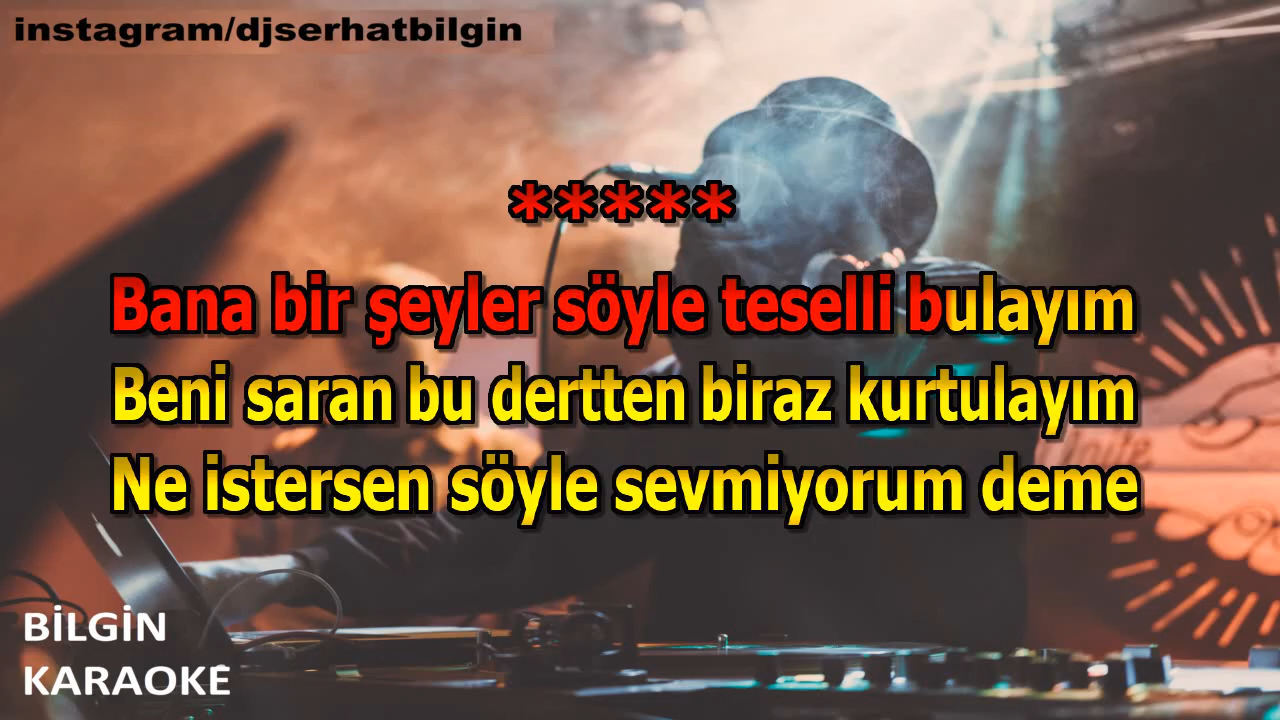 instagram/djserhatbilgin
*****
Bana bir şeyler söyle teselli bulayım
Beni saran bu dertten biraz kurtulayım
Ne istersen söyle sevmiyorum deme
Unite
BİLGİN
KARAOKE